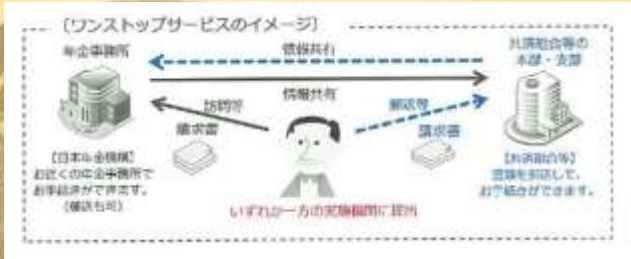 〔ワンストップサービスのイメージ〕
年金事務所
情報共有
共済組合等の
本部・支部
情報共有
訪問等
郵送等
請求書
請求書
【日本年金機構】
お近くの年金事務所で
お手続きができます。
(郵送も可)
【共済組合等】
書類を郵送して、
お手続きができます。
いずれか一方の実施機関に提出